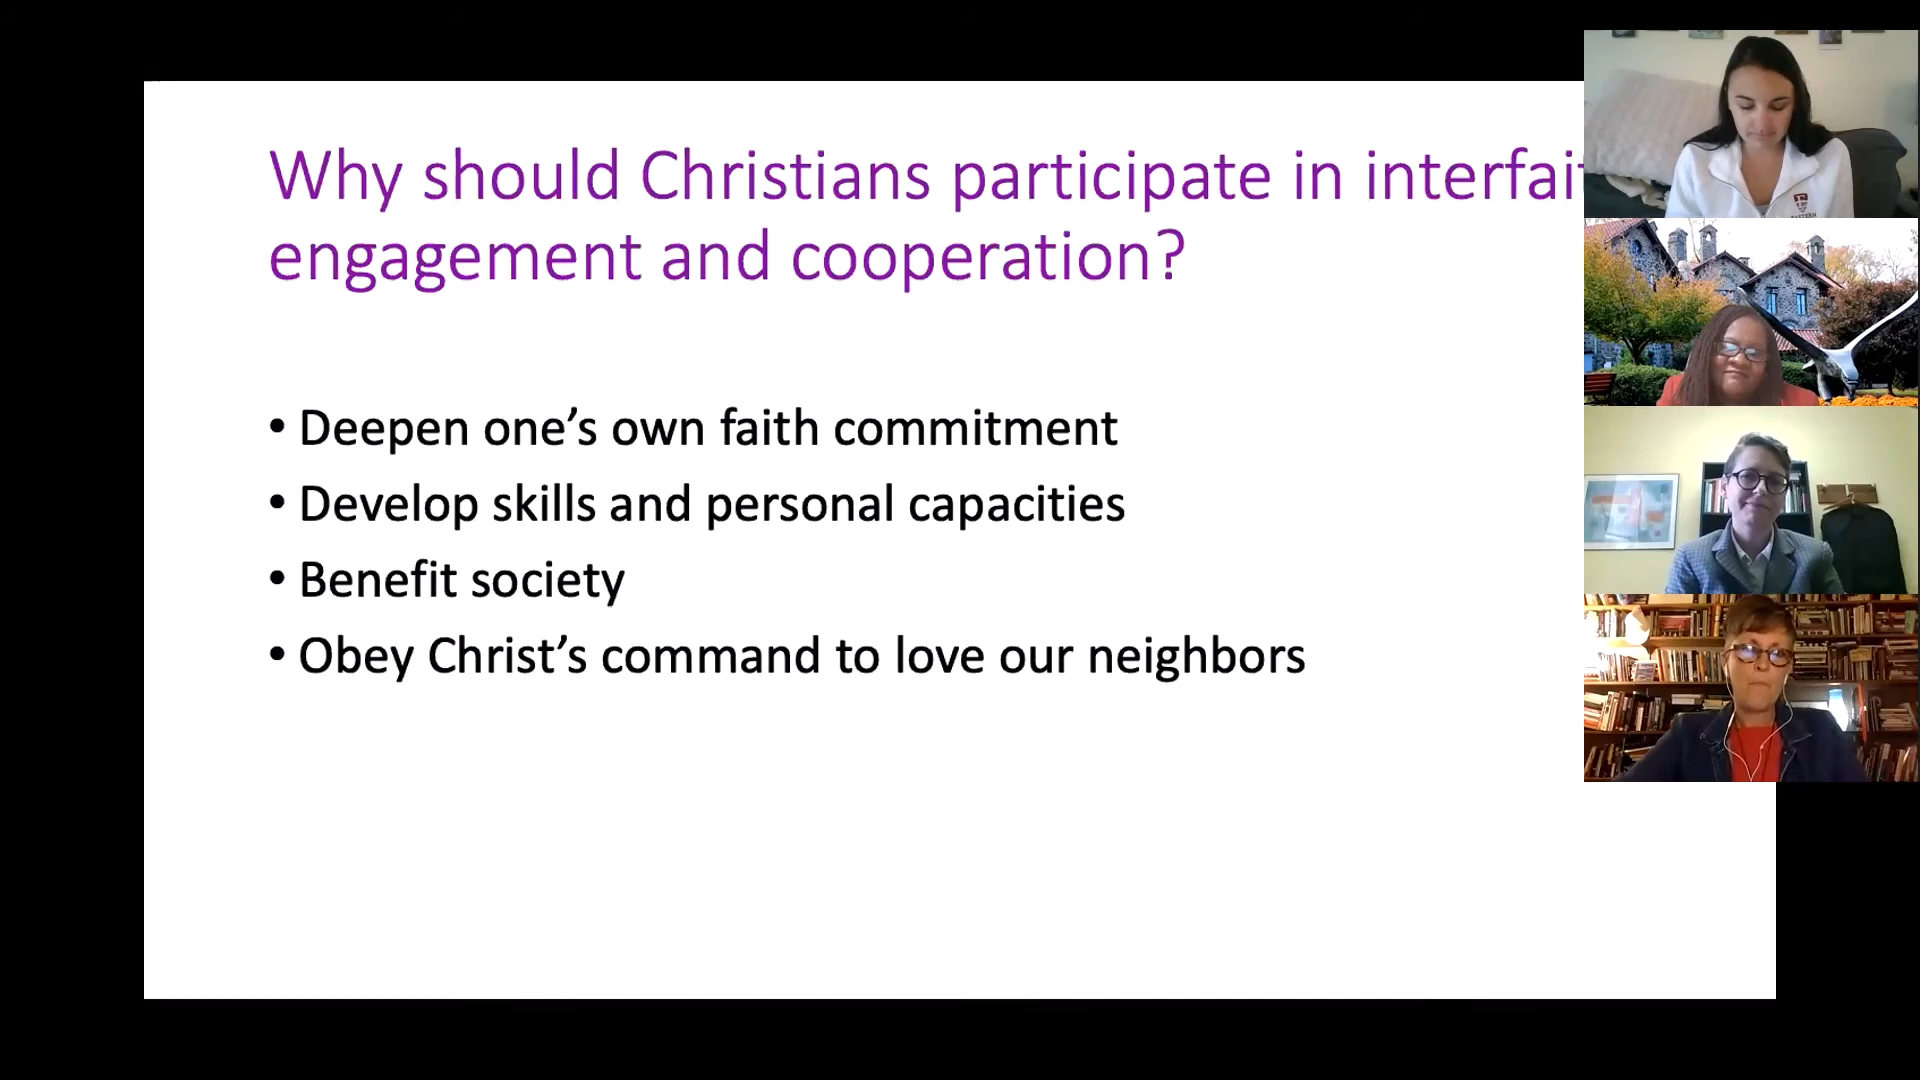 Why should Christians participate in interfai
engagement and cooperation?
• Deepen one’s own faith commitment
• Develop skills and personal capacities
• Benefit society
• Obey Christ’s command to love our neighbors
EASTERN